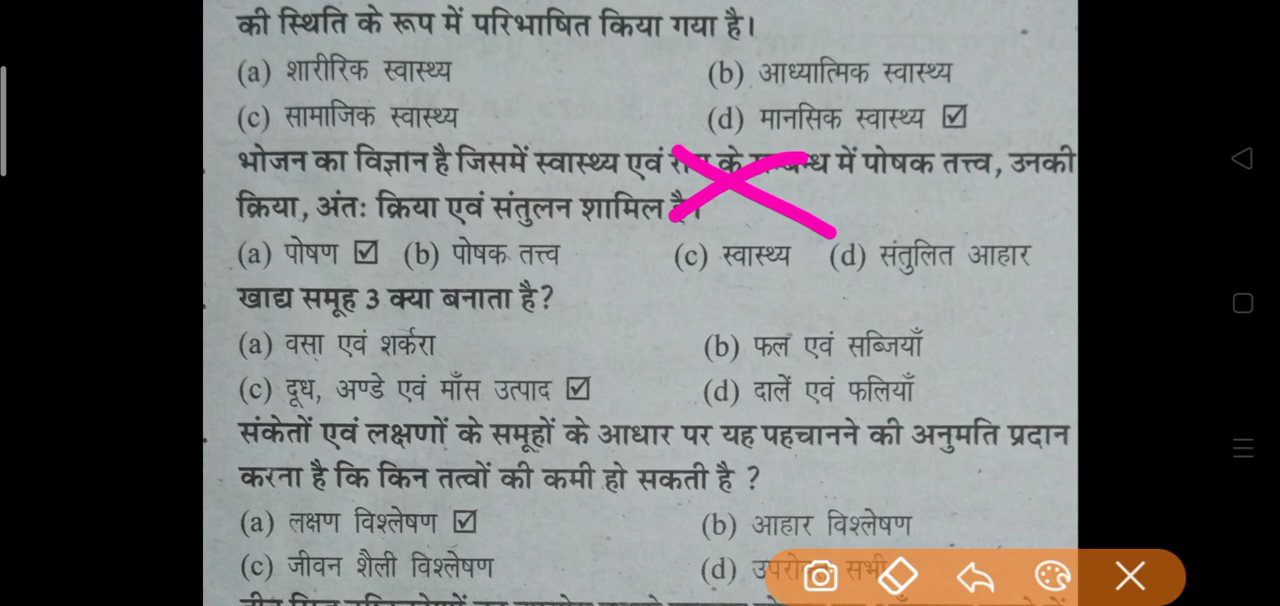 की स्थिति के रूप में परिभाषित किया गया है।
(a) शारीरिक स्वास्थ्य (b) आध्यात्मिक स्वास्थ्य
(c) सामाजिक स्वास्थ्य (d) मानसिक स्वास्थ्य ☑
भोजन का विज्ञान है जिसमें स्वास्थ्य एवं के में पोषक तत्त्व, उनकी
क्रिया, अंतः क्रिया एवं संतुलन शामिल है।
(a) पोषण ☑ (b) पोषक तत्त्व (c) स्वास्थ्य (d) संतुलित आहार
खाद्य समूह 3 क्या बनाता है?
(a) वसा एवं शर्करा (b) फल एवं सब्जियाँ
(c) दूध, अण्डे एवं माँस उत्पाद ☑ (d) दालें एवं फलियाँ
संकेतों एवं लक्षणों के समूहों के आधार पर यह पहचानने की अनुमति प्रदान
करना है कि किन तत्वों की कमी हो सकती है ?
(a) लक्षण विश्लेषण ☑ (b) आहार विश्लेषण
(c) जीवन शैली विश्लेषण (d) सभी